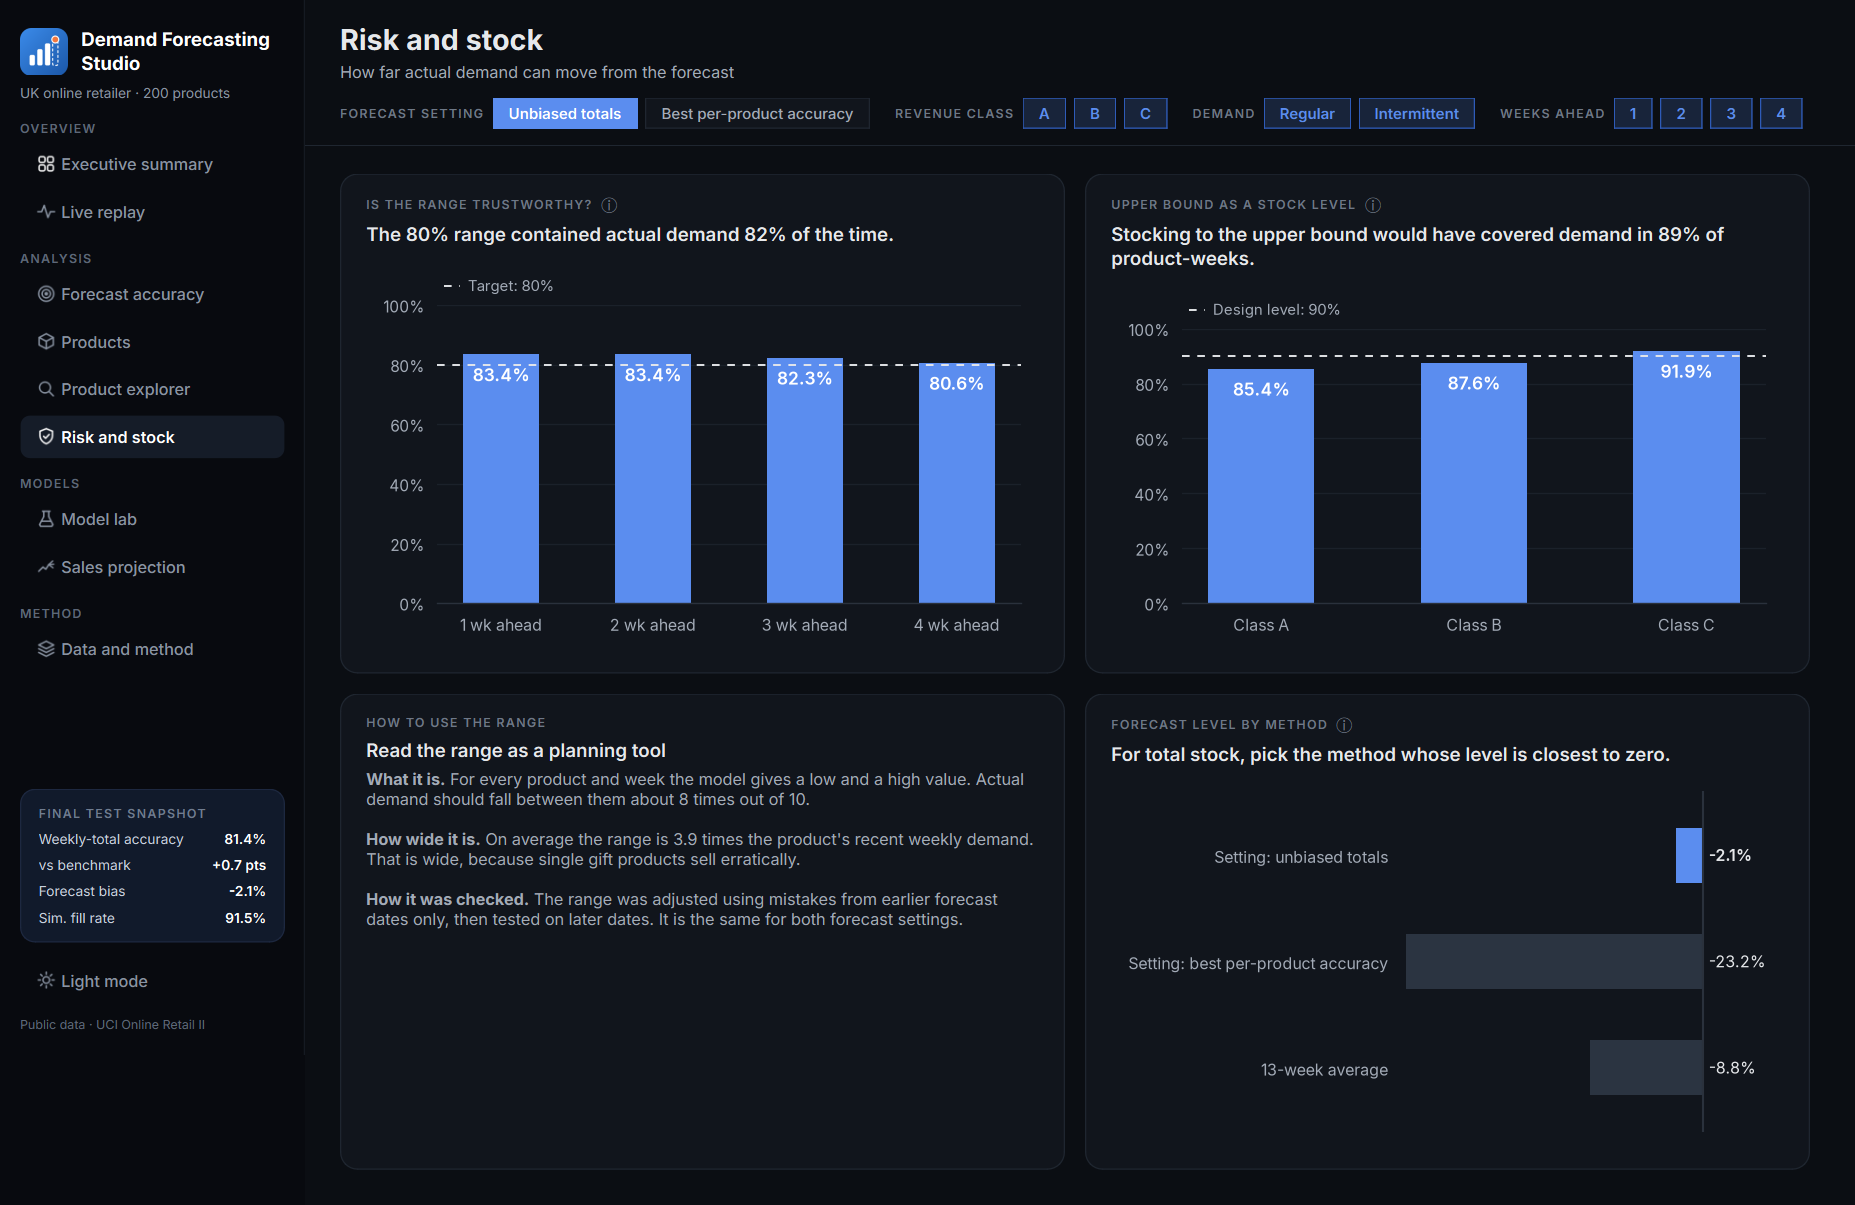 Demand Forecasting
Studio
UK online retailer · 200 products
OVERVIEW
Executive summary
Live replay
ANALYSIS
Forecast accuracy
Products
Product explorer
Risk and stock
MODELS
Model lab
Sales projection
METHOD
Data and method
FINAL TEST SNAPSHOT
Weekly-total accuracy 81.4%
vs benchmark +0.7 pts
Forecast bias -2.1%
Sim. fill rate 91.5%
Light mode
Public data · UCI Online Retail II
Risk and stock
How far actual demand can move from the forecast
FORECAST SETTING Unbiased totals Best per-product accuracy REVENUE CLASS A B C DEMAND Regular Intermittent WEEKS AHEAD 1 2 3 4
IS THE RANGE TRUSTWORTHY? ⓘ
The 80% range contained actual demand 82% of the time.
Target: 80%
100%
80%
60%
40%
20%
0%
83.4% 83.4% 82.3% 80.6%
1 wk ahead 2 wk ahead 3 wk ahead 4 wk ahead
UPPER BOUND AS A STOCK LEVEL ⓘ
Stocking to the upper bound would have covered demand in 89% of
product-weeks.
Design level: 90%
100%
80%
60%
40%
20%
0%
85.4% 87.6% 91.9%
Class A Class B Class C
HOW TO USE THE RANGE
Read the range as a planning tool
What it is. For every product and week the model gives a low and a high value. Actual
demand should fall between them about 8 times out of 10.
How wide it is. On average the range is 3.9 times the product's recent weekly demand.
That is wide, because single gift products sell erratically.
How it was checked. The range was adjusted using mistakes from earlier forecast
dates only, then tested on later dates. It is the same for both forecast settings.
FORECAST LEVEL BY METHOD ⓘ
For total stock, pick the method whose level is closest to zero.
Setting: unbiased totals -2.1%
Setting: best per-product accuracy -23.2%
13-week average -8.8%